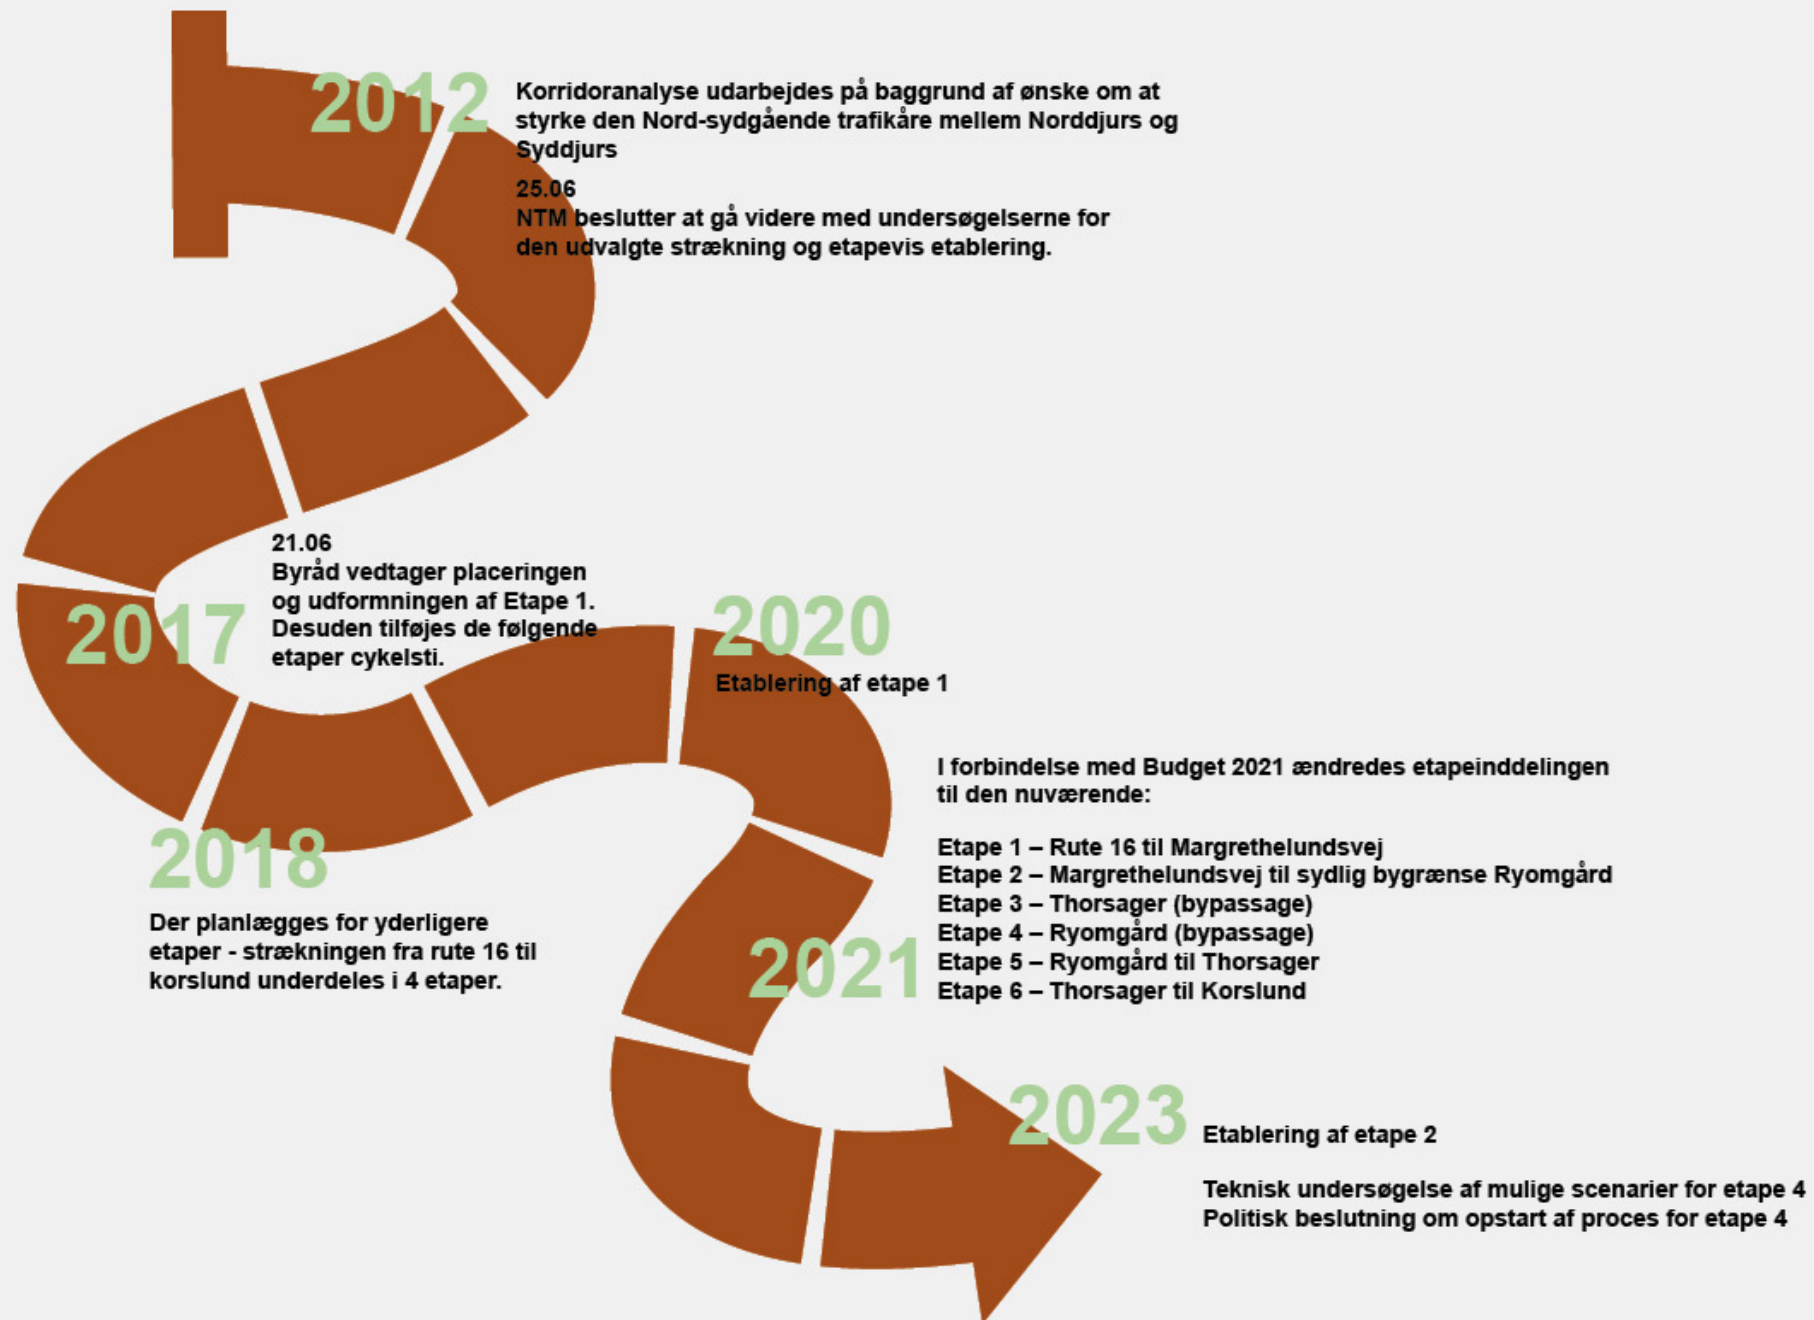 2012
Korridoranalyse udarbejdes på baggrund af ønske om at
styrke den Nord-sydgående trafikåre mellem Norddjurs og
Syddjurs
25.06
NTM beslutter at gå videre med undersøgelserne for
den udvalgte strækning og etapevis etablering.
2017
21.06
Byråd vedtager placeringen
og udformningen af Etape 1.
Desuden tilføjes de følgende
etaper cykelsti.
2018
Der planlægges for yderligere
etaper - strækningen fra rute 16 til
korslund underdeles i 4 etaper.
2020
Etablering af etape 1
2021
I forbindelse med Budget 2021 ændredes etapeinddelingen
til den nuværende:
Etape 1 – Rute 16 til Margrethelundsvej
Etape 2 – Margrethelundsvej til sydlig bygrænse Ryomgård
Etape 3 – Thorsager (bypassage)
Etape 4 – Ryomgård (bypassage)
Etape 5 – Ryomgård til Thorsager
Etape 6 – Thorsager til Korslund
2023
Etablering af etape 2
Teknisk undersøgelse af mulige scenarier for etape 4
Politisk beslutning om opstart af proces for etape 4